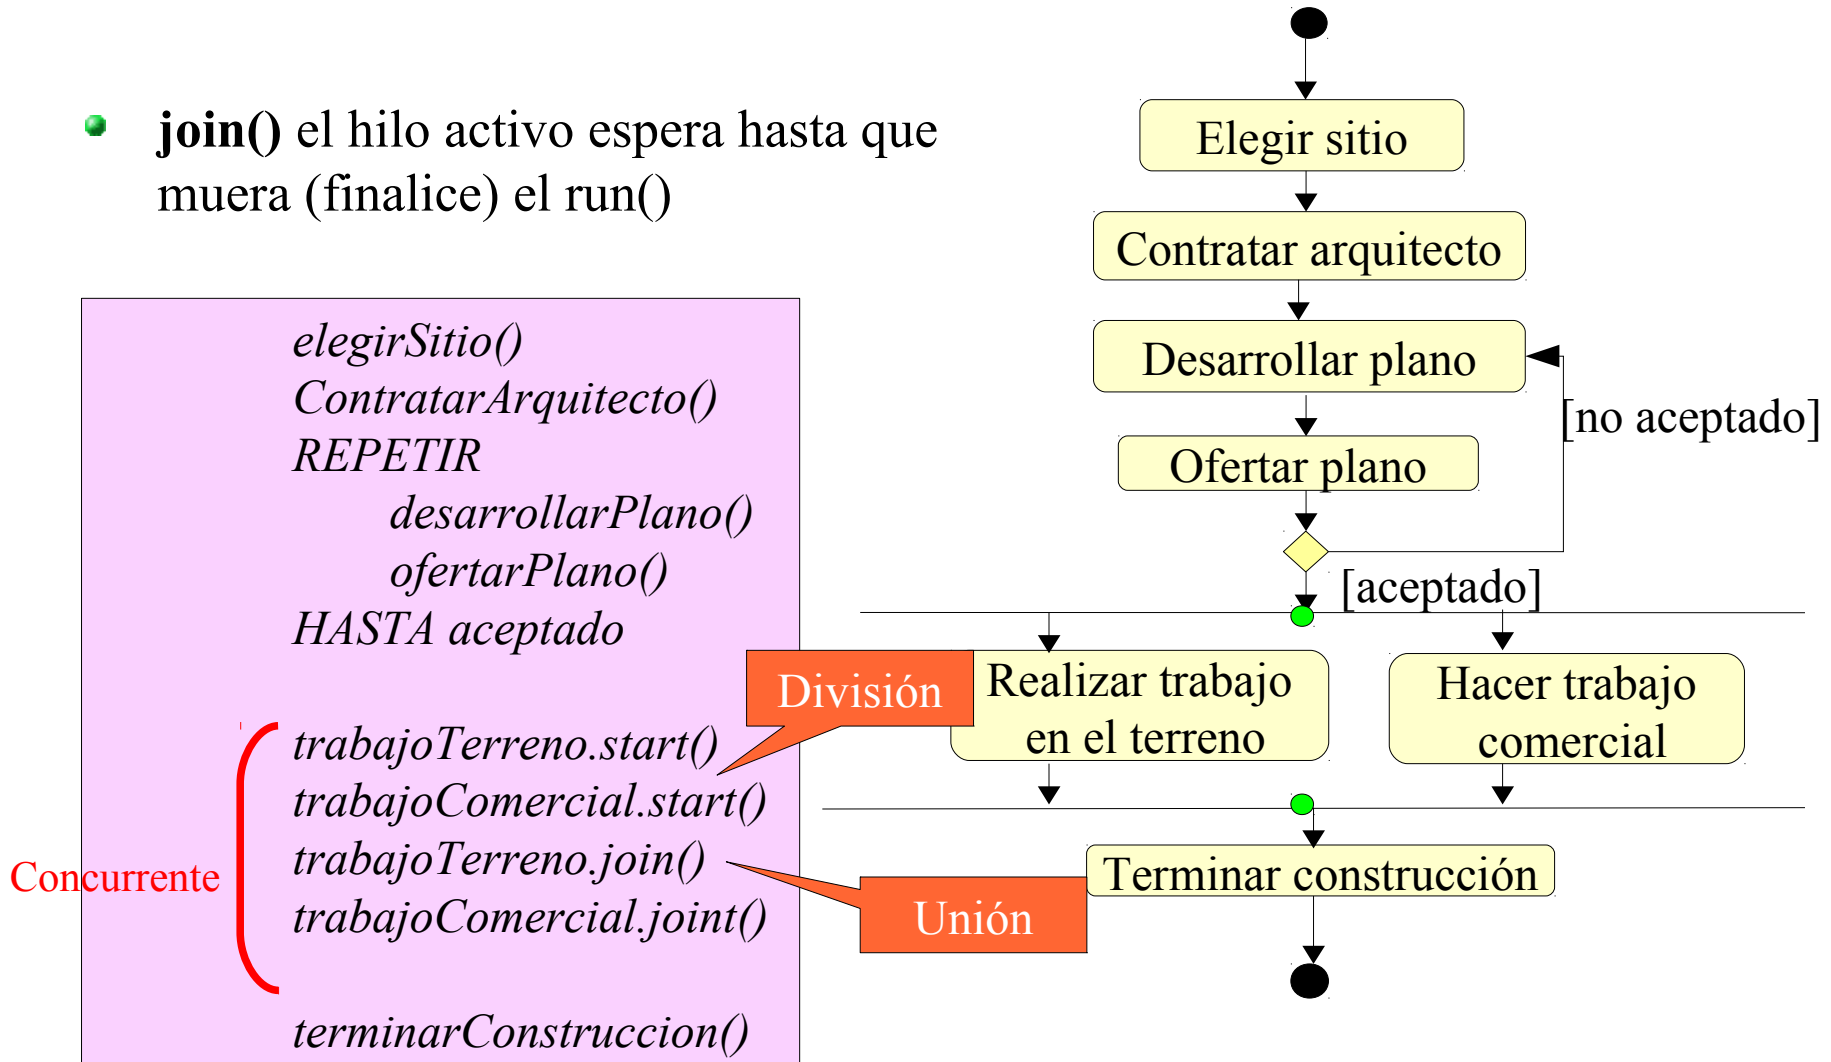 join() el hilo activo espera hasta que
muera (finalice) el run()
elegirSitio()
ContratarArquitecto()
REPETIR
desarrollarPlano()
ofertarPlano()
HASTA aceptado
trabajoTerreno.start()
trabajoComercial.start()
trabajoTerreno.join()
trabajoComercial.joint()
terminarConstruccion()
Concurrente
División
Unión
Elegir sitio
Contratar arquitecto
Desarrollar plano
[no aceptado]
Ofertar plano
[aceptado]
Realizar trabajo
en el terreno
Hacer trabajo
comercial
Terminar construcción